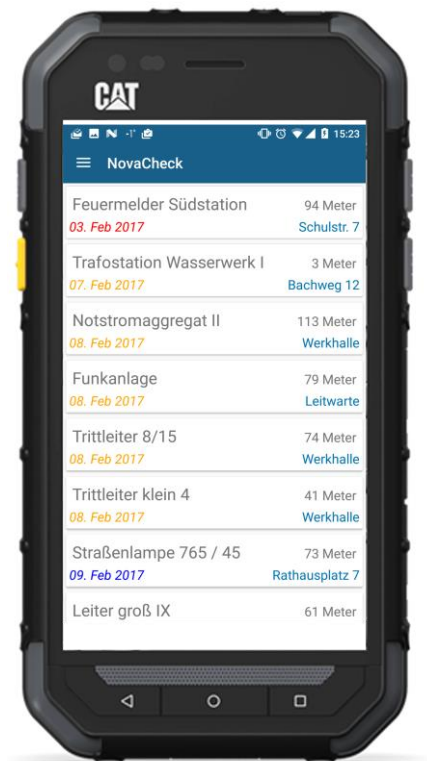 CAT
-1° 15:23
NovaCheck
Feuermelder Südstation 94 Meter
03. Feb 2017 Schulstr. 7
Trafostation Wasserwerk I 3 Meter
07. Feb 2017 Bachweg 12
Notstromaggregat II 113 Meter
08. Feb 2017 Werkhalle
Funkanlage 79 Meter
08. Feb 2017 Leitwarte
Trittleiter 8/15 74 Meter
08. Feb 2017 Werkhalle
Trittleiter klein 4 41 Meter
08. Feb 2017 Werkhalle
Straßenlampe 765 / 45 73 Meter
09. Feb 2017 Rathausplatz 7
Leiter groß IX 61 Meter